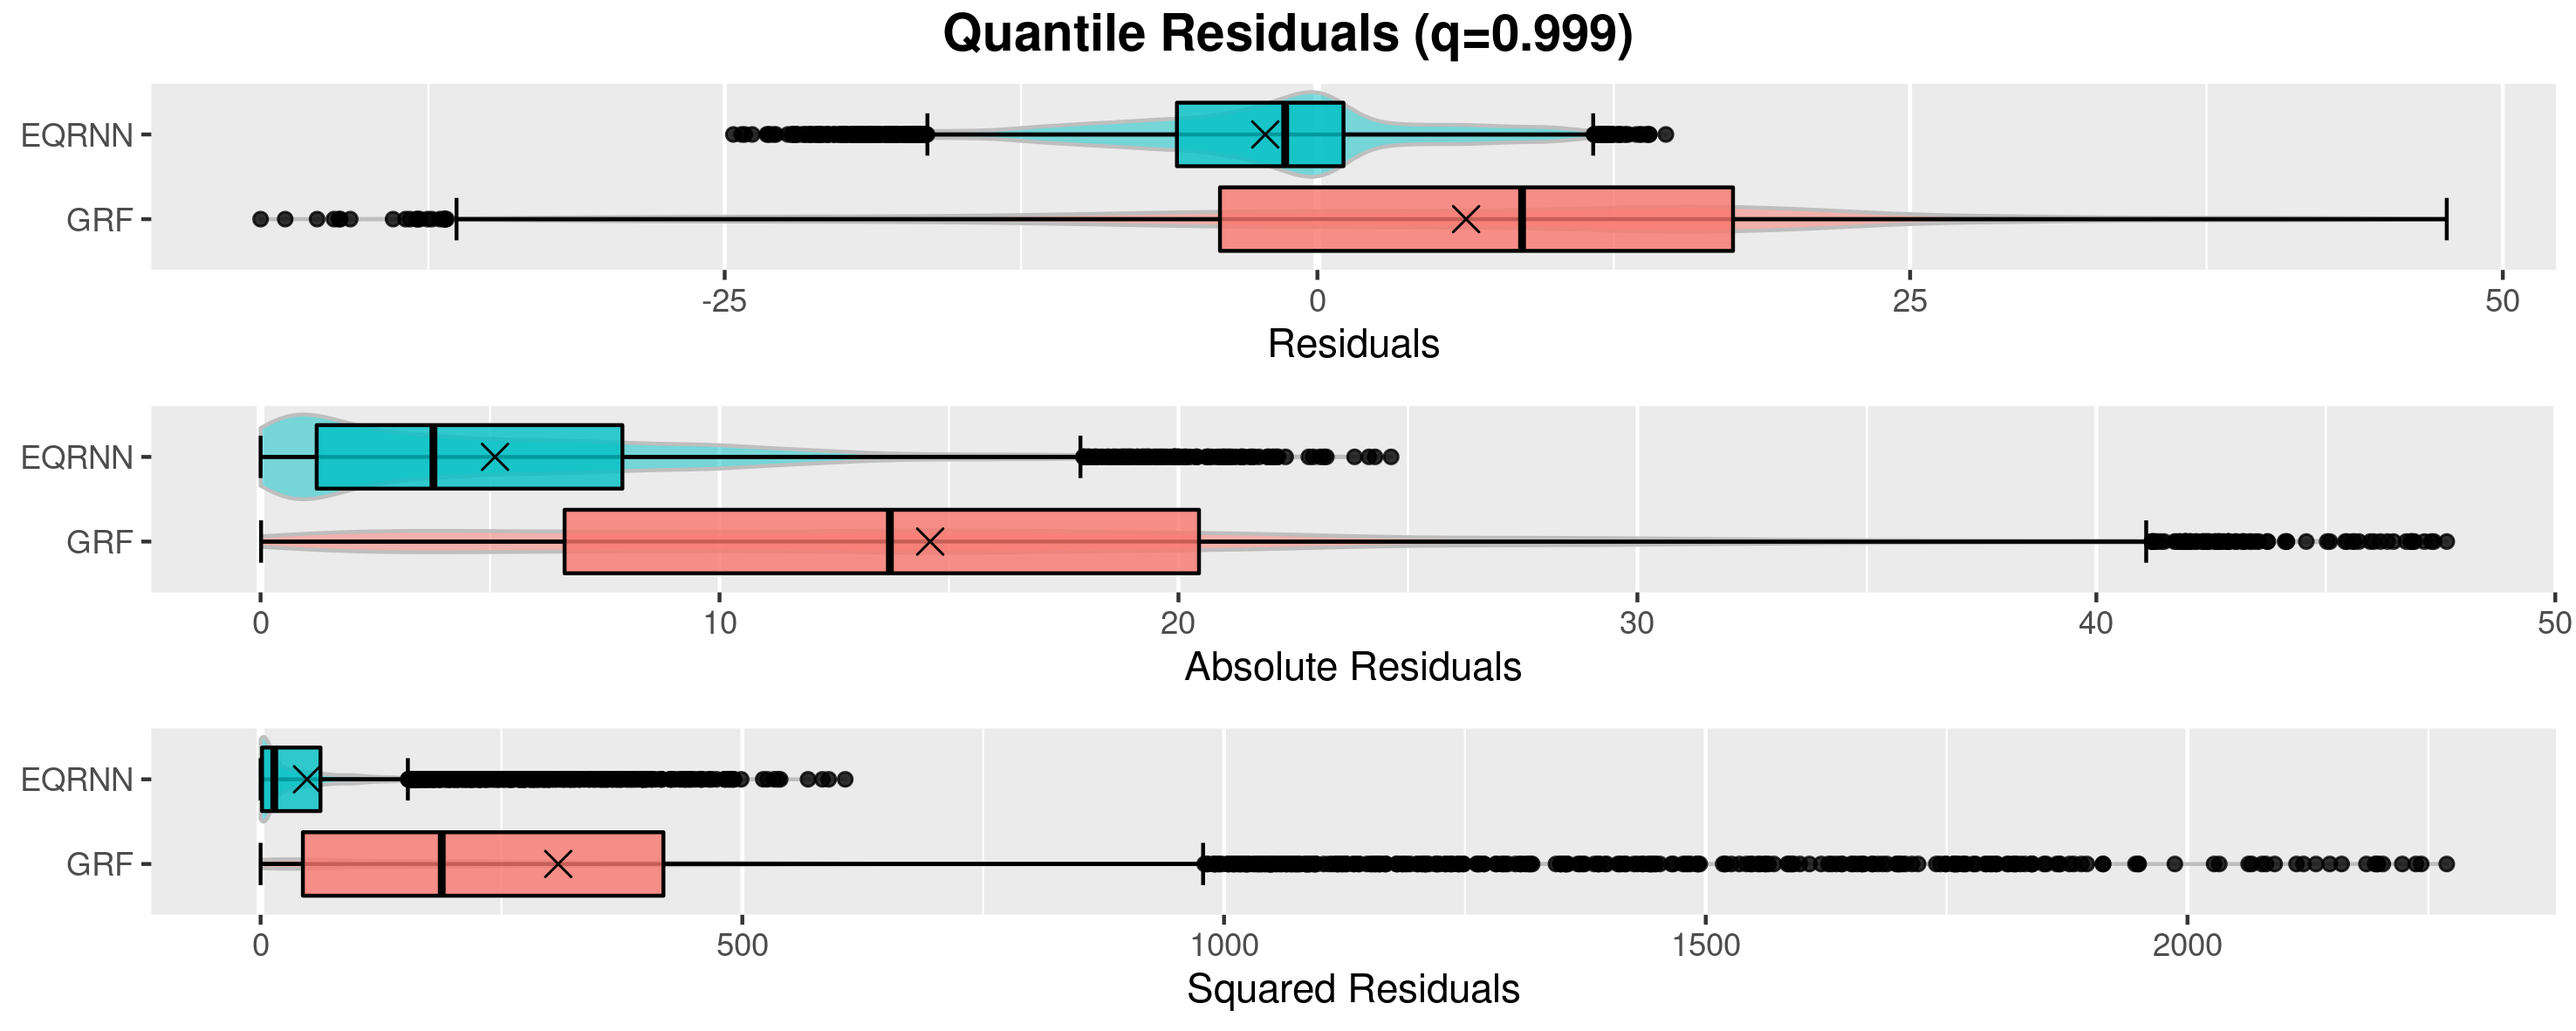 Quantile Residuals (q=0.999)
EQRNN
GRF
-25 0 25 50
Residuals
EQRNN
GRF
0 10 20 30 40 50
Absolute Residuals
EQRNN
GRF
0 500 1000 1500 2000
Squared Residuals